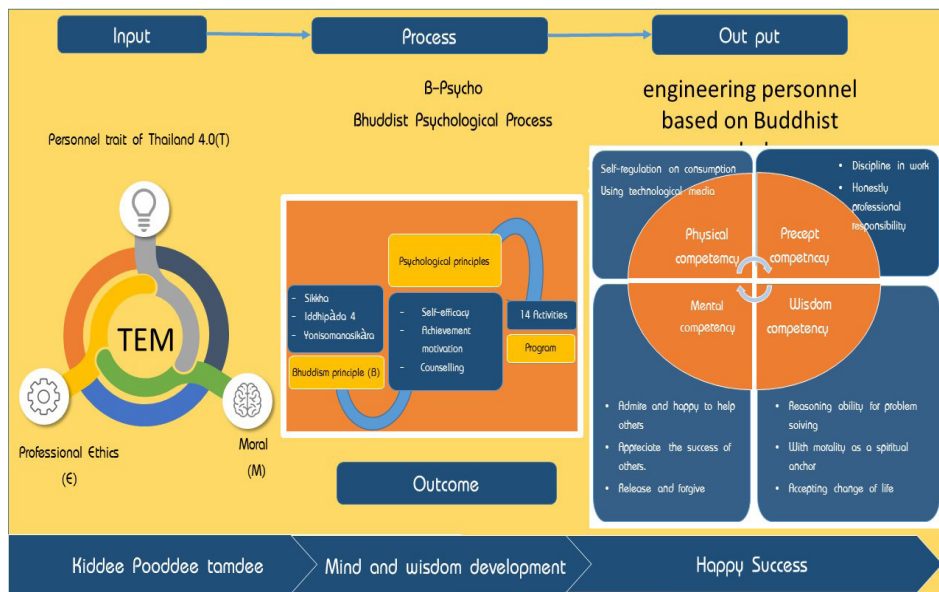 Input
Process
Out put
Personnel trait of Thailand 4.0(T)
TEM
Professional Ethics
(E)
Moral
(M)
B-Psycho
Bhuddist Psychological Process
Psychological principles
- Sikkha
- Iddhipàda 4
- Yonisomanasikàra
Bhuddism principle (B)
- Self-efficacy
- Achievement
motivation
- Counselling
14 Activities
Program
engineering personnel
based on Buddhist
Self-regulation on consumption
Using technological media
• Discipline in work
• Honestly
professional
responsibility
Physical
competemcy
Precept
competnccy
Mental
competency
Wisdom
competency
• Admire and happy to help
others
• Appreciate the success of
others.
• Release and forgive
• Reasoning ability for problem
soiving
• With morality as a spiritual
anchor
• Accepting change of life
Outcome
Kiddee Pooddee tamdee
Mind and wisdom development
Happy Success